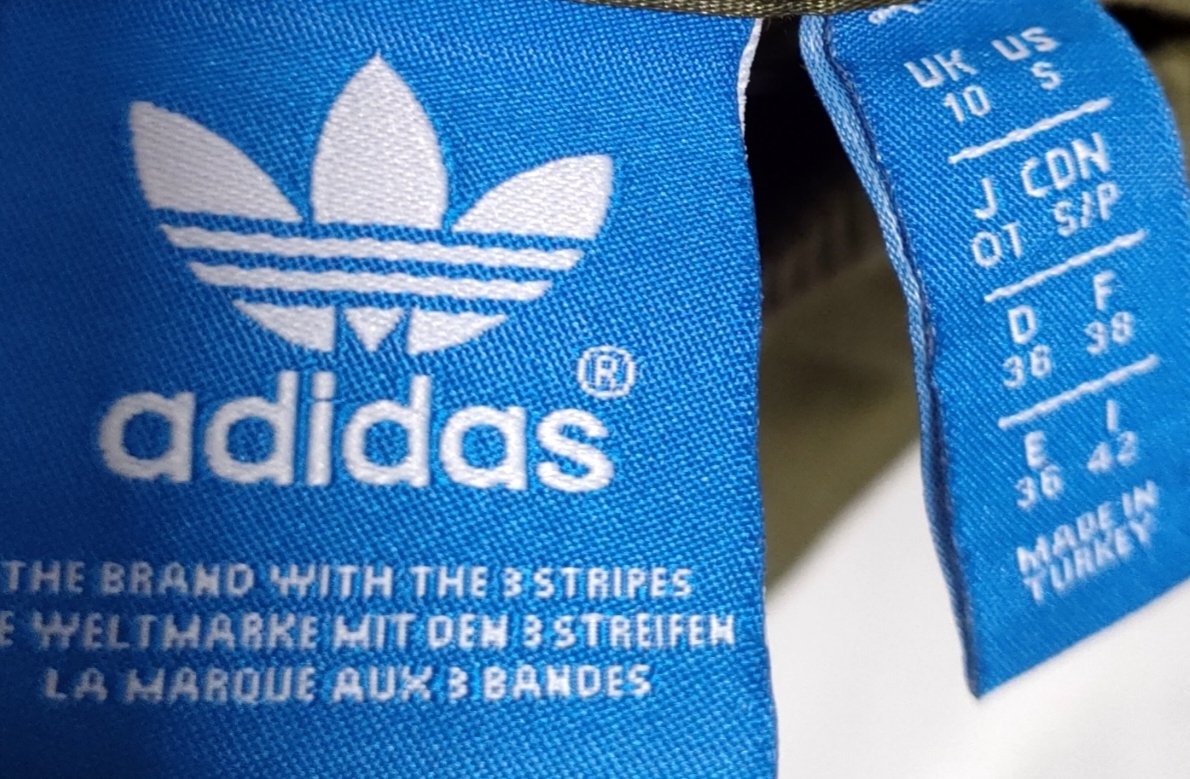 adidas®
THE BRAND WITH THE 3 STRIPES
E WELTMARKE MIT DEN 3 STREIFEN
LA MARQUE AUX 3 BANDES
UK US
10 S
J CDN
OT S/P
D F
36 38
E I
36 42
MADE IN
TURKEY